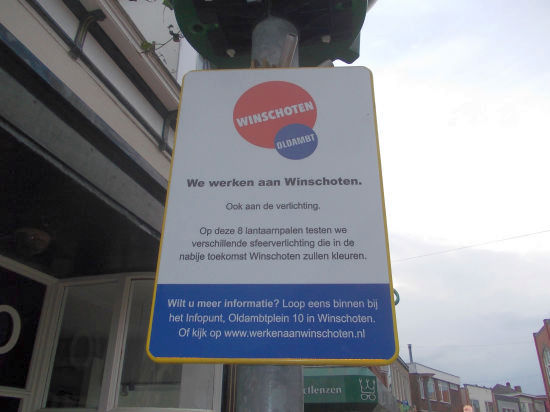 WINSCHOTEN
OLDAMBT
We werken aan Winschoten.
Ook aan de verlichting.
Op deze 8 lantaarnpalen testen we
verschillende sfeerverlichting die in de
nabije toekomst Winschoten zullen kleuren.
Wilt u meer informatie? Loop eens binnen bij
het Infopunt, Oldambtplein 10 in Winschoten.
Of kijk op www.werkenaanwinschoten.nl
ctlenzen